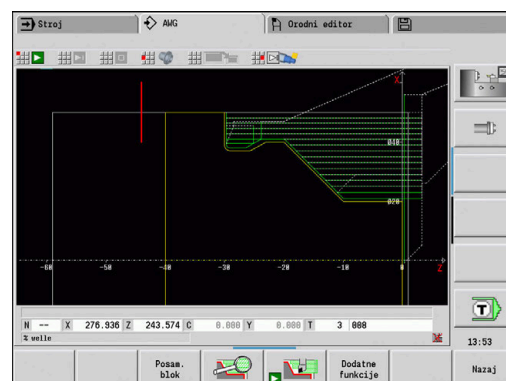 Stroj AWG Orodni editor
X
ø40
ø20
-60 -50 -40 -30 -20 -10 0 Z
N -- X 276.936 Z 243.574 C 0.000 Y 0.000 T 3 000
% welle
T
13:53
Posam. blok
Dodatne funkcije
Nazaj